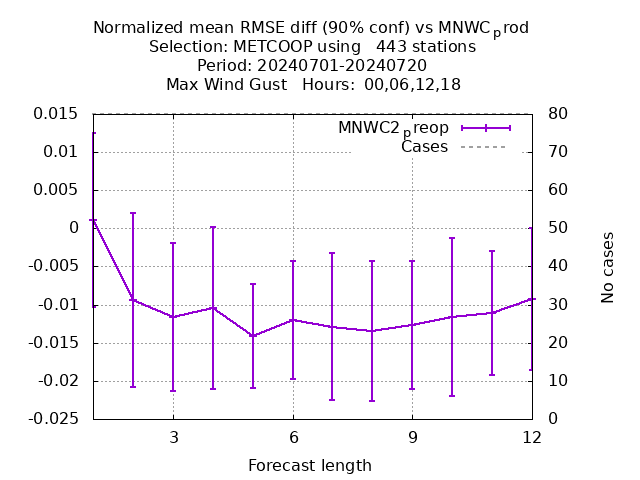 Normalized mean RMSE diff (90% conf) vs MNWC_prod
Selection: METCOOP using 443 stations
Period: 20240701-20240720
Max Wind Gust Hours: 00,06,12,18
0.015
0.01
0.005
0
-0.005
-0.01
-0.015
-0.02
-0.025
80
70
60
50
40
30
20
10
0
MNWC2_preop
Cases
No cases
3
6
9
12
Forecast length